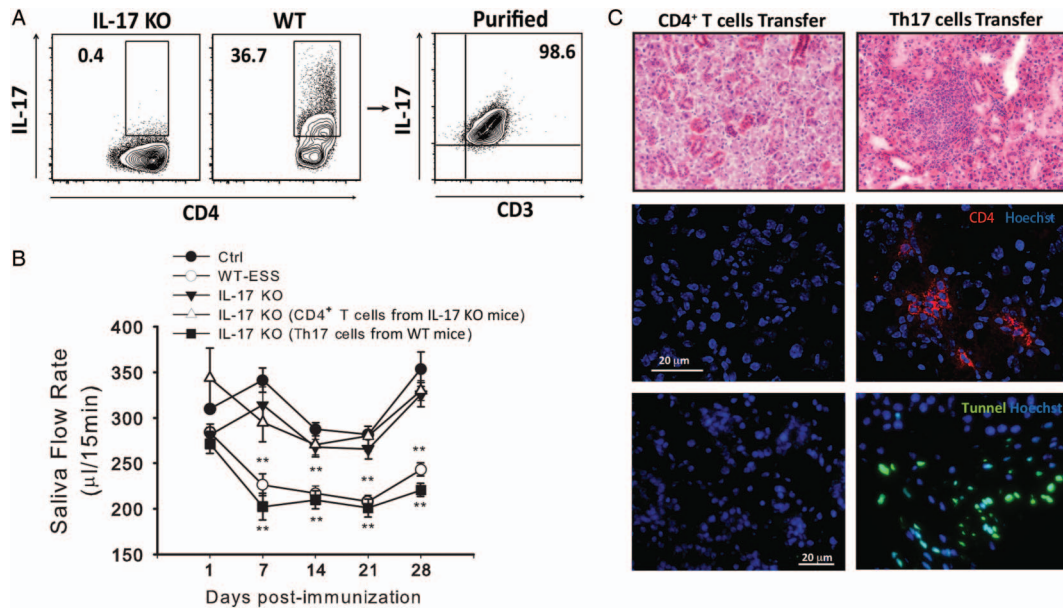 A
IL-17 KO
WT
Purified
0.4
36.7
98.6
IL-17
IL-17
CD4
CD3
B
Ctrl
WT-ESS
IL-17 KO
IL-17 KO (CD4+ T cells from IL-17 KO mice)
IL-17 KO (Th17 cells from WT mice)
400
350
300
250
200
150
Saliva Flow Rate
(μl/15min)
**
**
**
**
**
**
**
**
1 7 14 21 28
Days post-immunization
C
CD4+ T cells Transfer
Th17 cells Transfer
CD4 Hoechst
20 μm
Tunnel Hoechst
20 μm